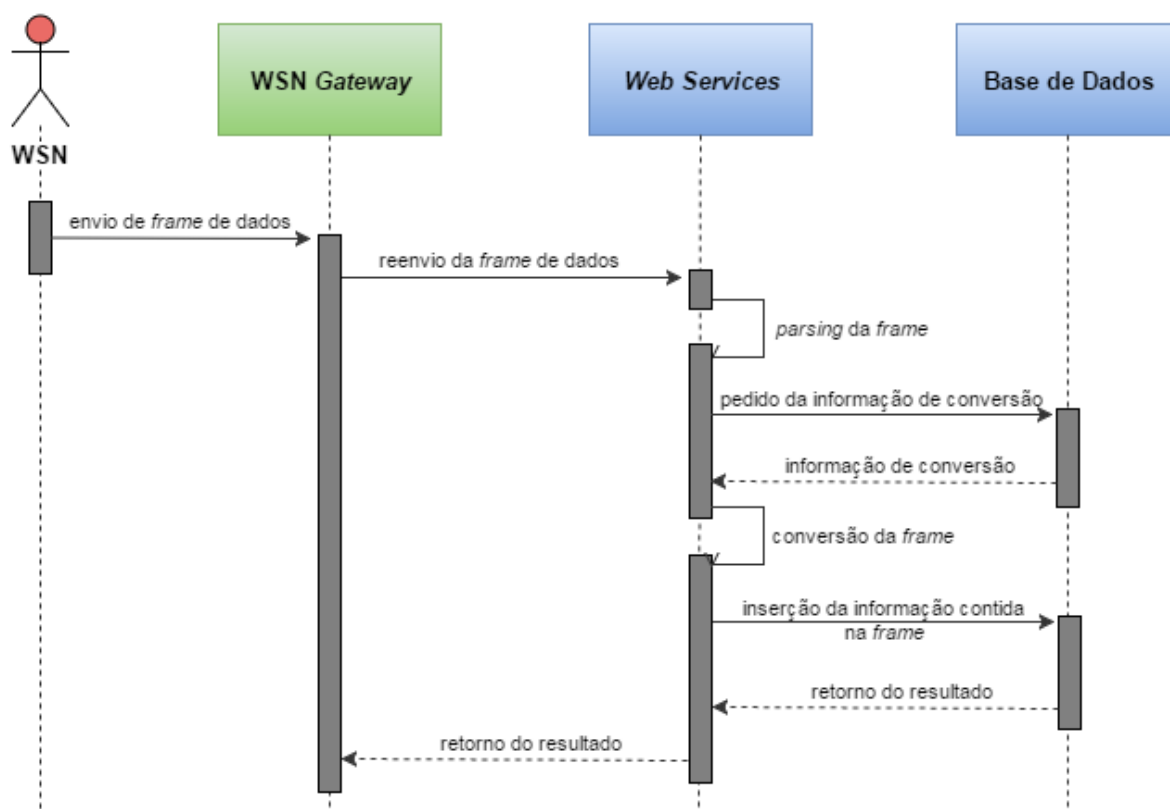 WSN Gateway
Web Services
Base de Dados
WSN
envio de frame de dados
reenvio da frame de dados
parsing da frame
pedido da informação de conversão
informação de conversão
conversão da frame
inserção da informação contida
na frame
retorno do resultado
retorno do resultado